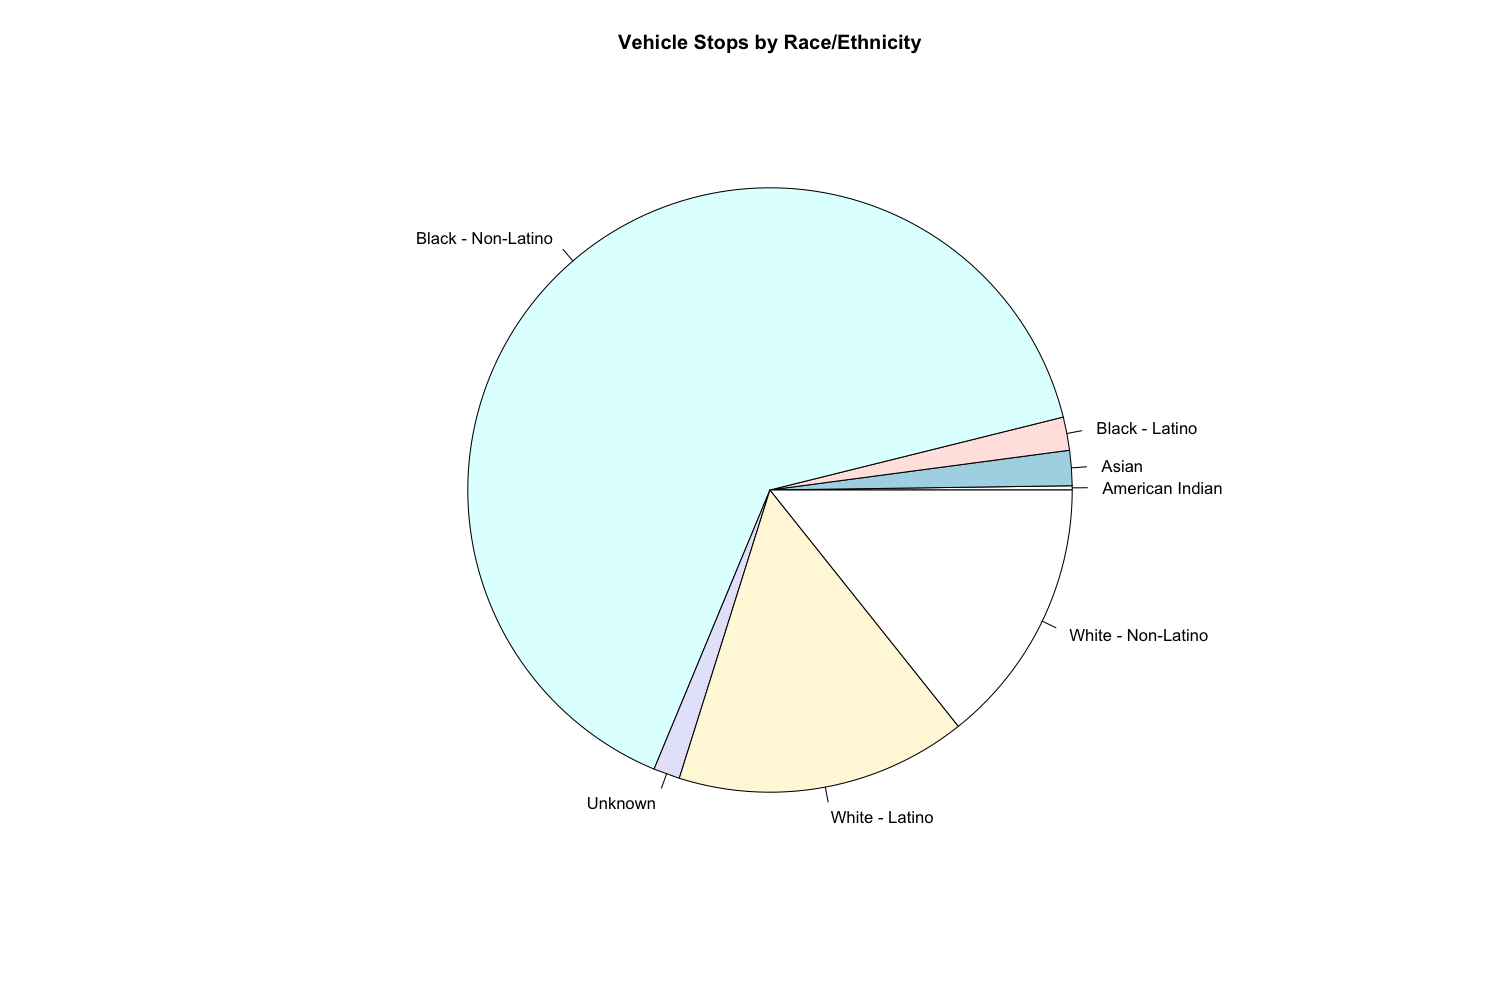 Vehicle Stops by Race/Ethnicity
Black - Non-Latino
Black - Latino
Asian
American Indian
White - Non-Latino
Unknown
White - Latino